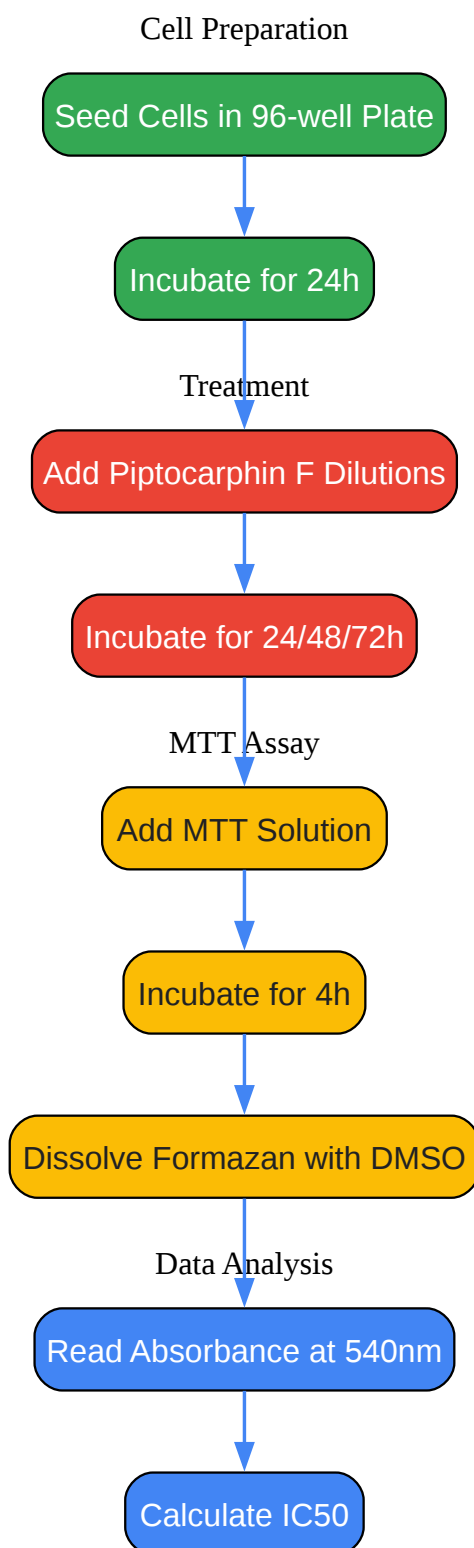 Cell Preparation
Seed Cells in 96-well Plate
Incubate for 24h
Treatment
Add Piptocarphin F Dilutions
Incubate for 24/48/72h
MTT Assay
Add MTT Solution
Incubate for 4h
Dissolve Formazan with DMSO
Data Analysis
Read Absorbance at 540nm
Calculate IC50